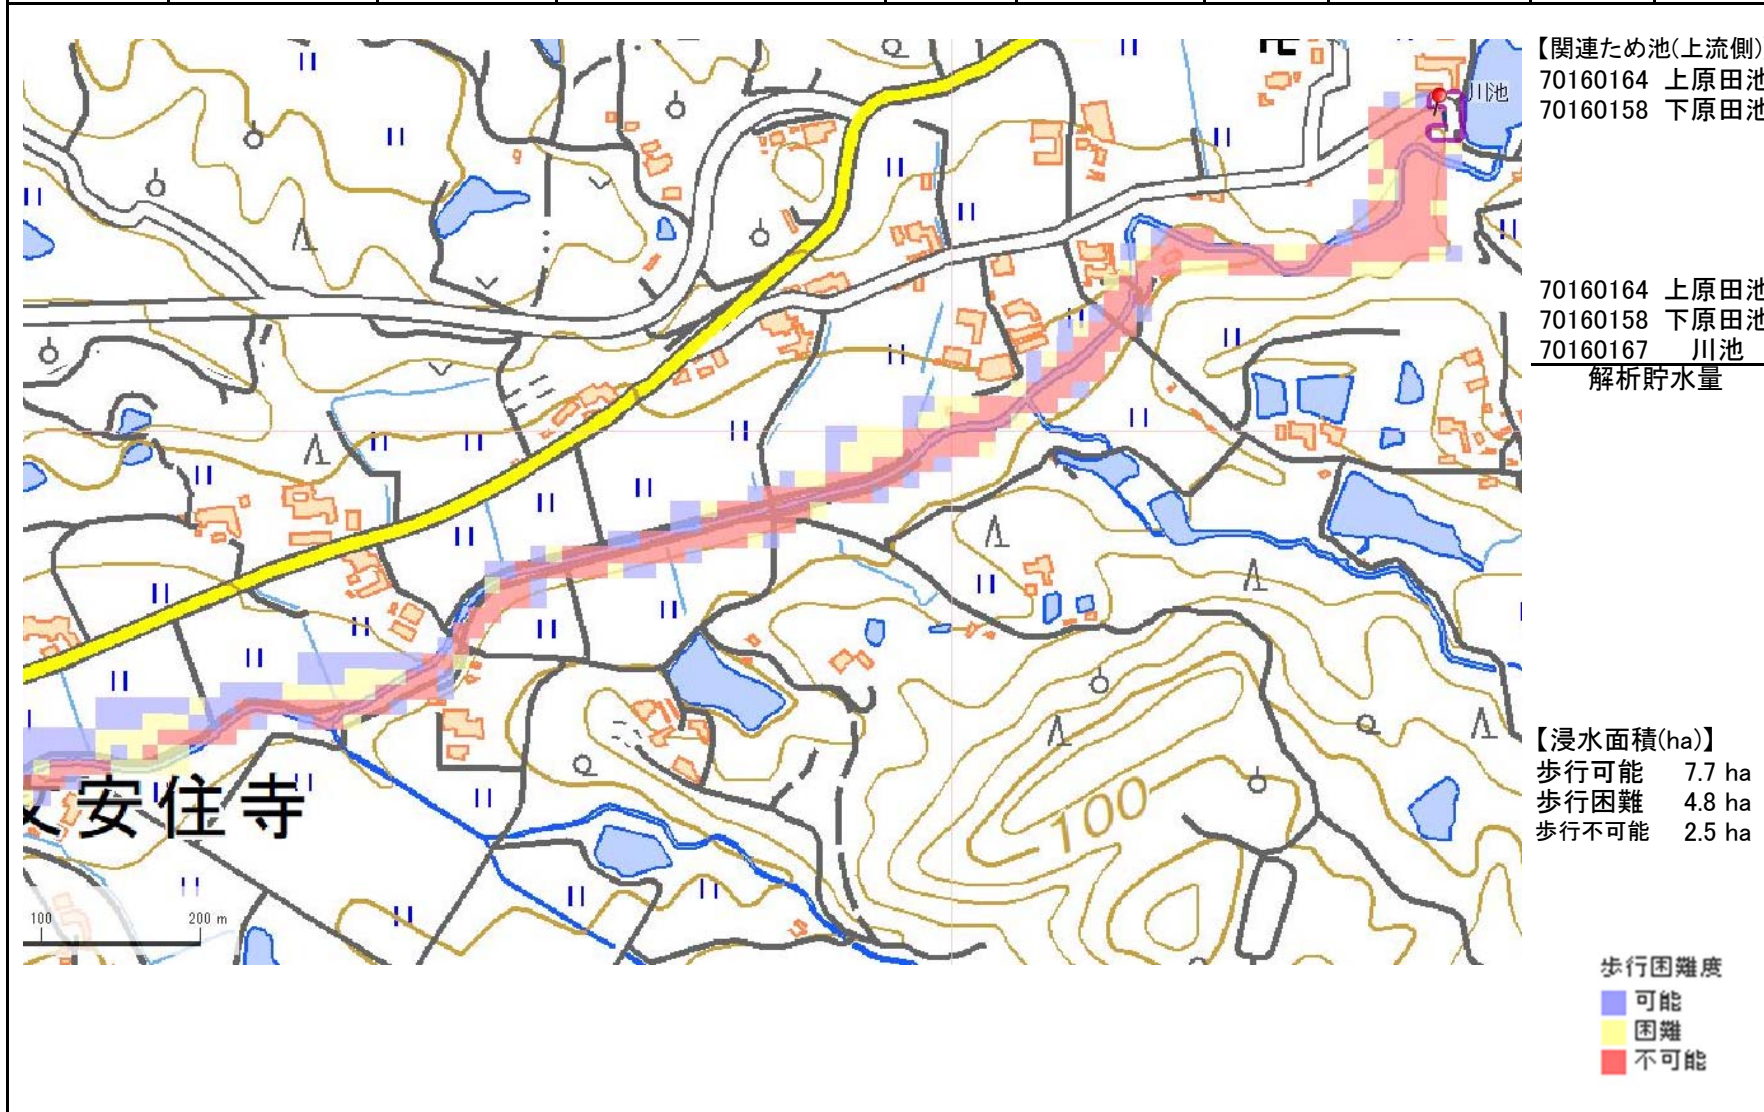 川池
100
安住寺
100 200 m
【関連ため池(上流側)
70160164 上原田池
70160158 下原田池
70160164 上原田池
70160158 下原田池
70160167 川池
解析貯水量
【浸水面積(ha)】
歩行可能 7.7 ha
歩行困難 4.8 ha
歩行不可能 2.5 ha
歩行困難度
可能
困難
不可能